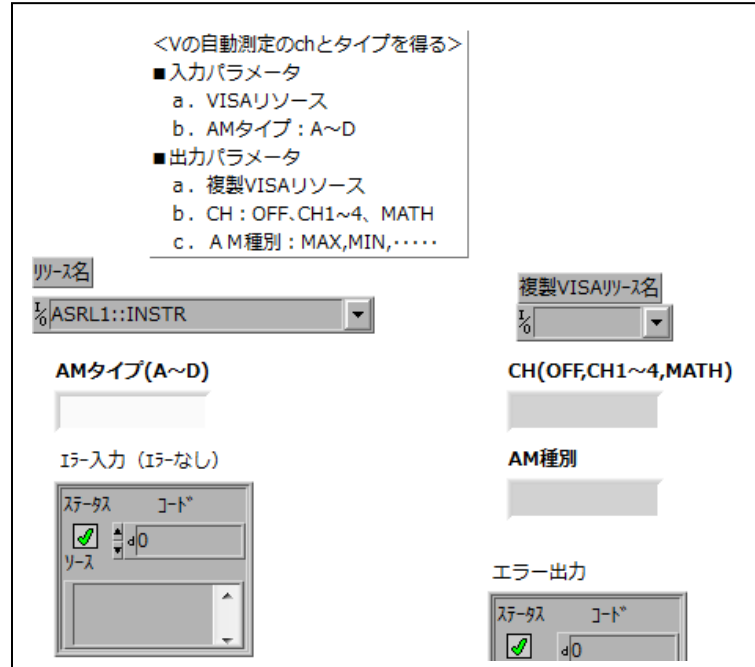 <Vの自動測定のchとタイプを得る>
■入力パラメータ
a. VISAリソース
b. AMタイプ:A～D
■出力パラメータ
a. 複製VISAリソース
b. CH:OFF、CH1~4、MATH
c. AM種別:MAX,MIN,・・・・・
ﾘｿｰｽ名
I/O ASRL1::INSTR
複製VISAﾘｿｰｽ名
I/O
AMタイプ(A～D)
CH(OFF,CH1～4,MATH)
ｴﾗｰ入力 (ｴﾗｰなし)
AM種別
ｽﾃｰﾀｽ ｺｰﾄﾞ
d 0
ｿｰｽ
エラー出力
ｽﾃｰﾀｽ ｺｰﾄﾞ
d 0